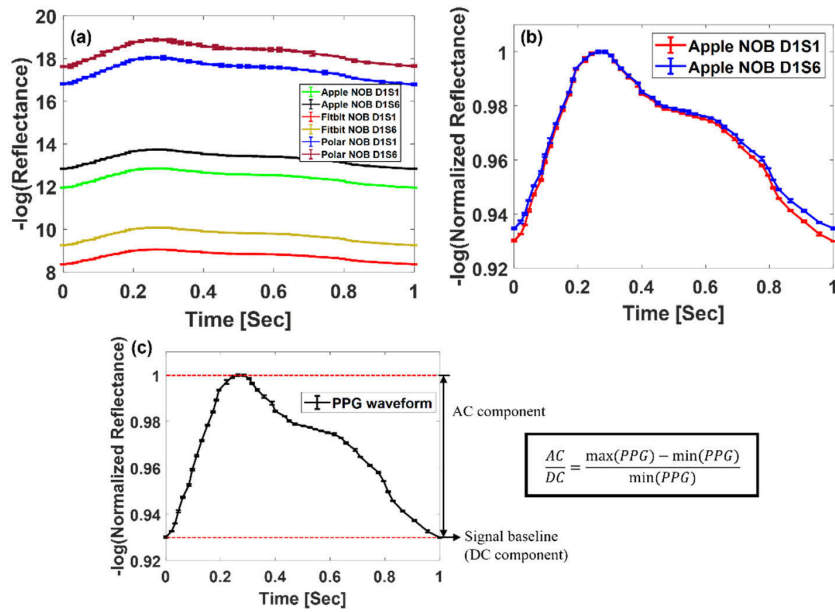 (a)
20
18
16
14
12
10
8
-log(Reflectance)
0
0.2
0.4
0.6
0.8
1
Time [Sec]
Apple NOB D1S1
Apple NOB D1S6
Fitbit NOB D1S1
Fitbit NOB D1S6
Polar NOB D1S1
Polar NOB D1S6
(b)
1
0.98
0.96
0.94
0.92
-log(Normalized Reflectance)
0
0.2
0.4
0.6
0.8
1
Time [Sec]
Apple NOB D1S1
Apple NOB D1S6
(c)
1
0.98
0.96
0.94
0.92
-log(Normalized Reflectance)
0
0.2
0.4
0.6
0.8
1
Time [Sec]
PPG waveform
AC component
Signal baseline
(DC component)
AC/DC = max(PPG) − min(PPG)/min(PPG)